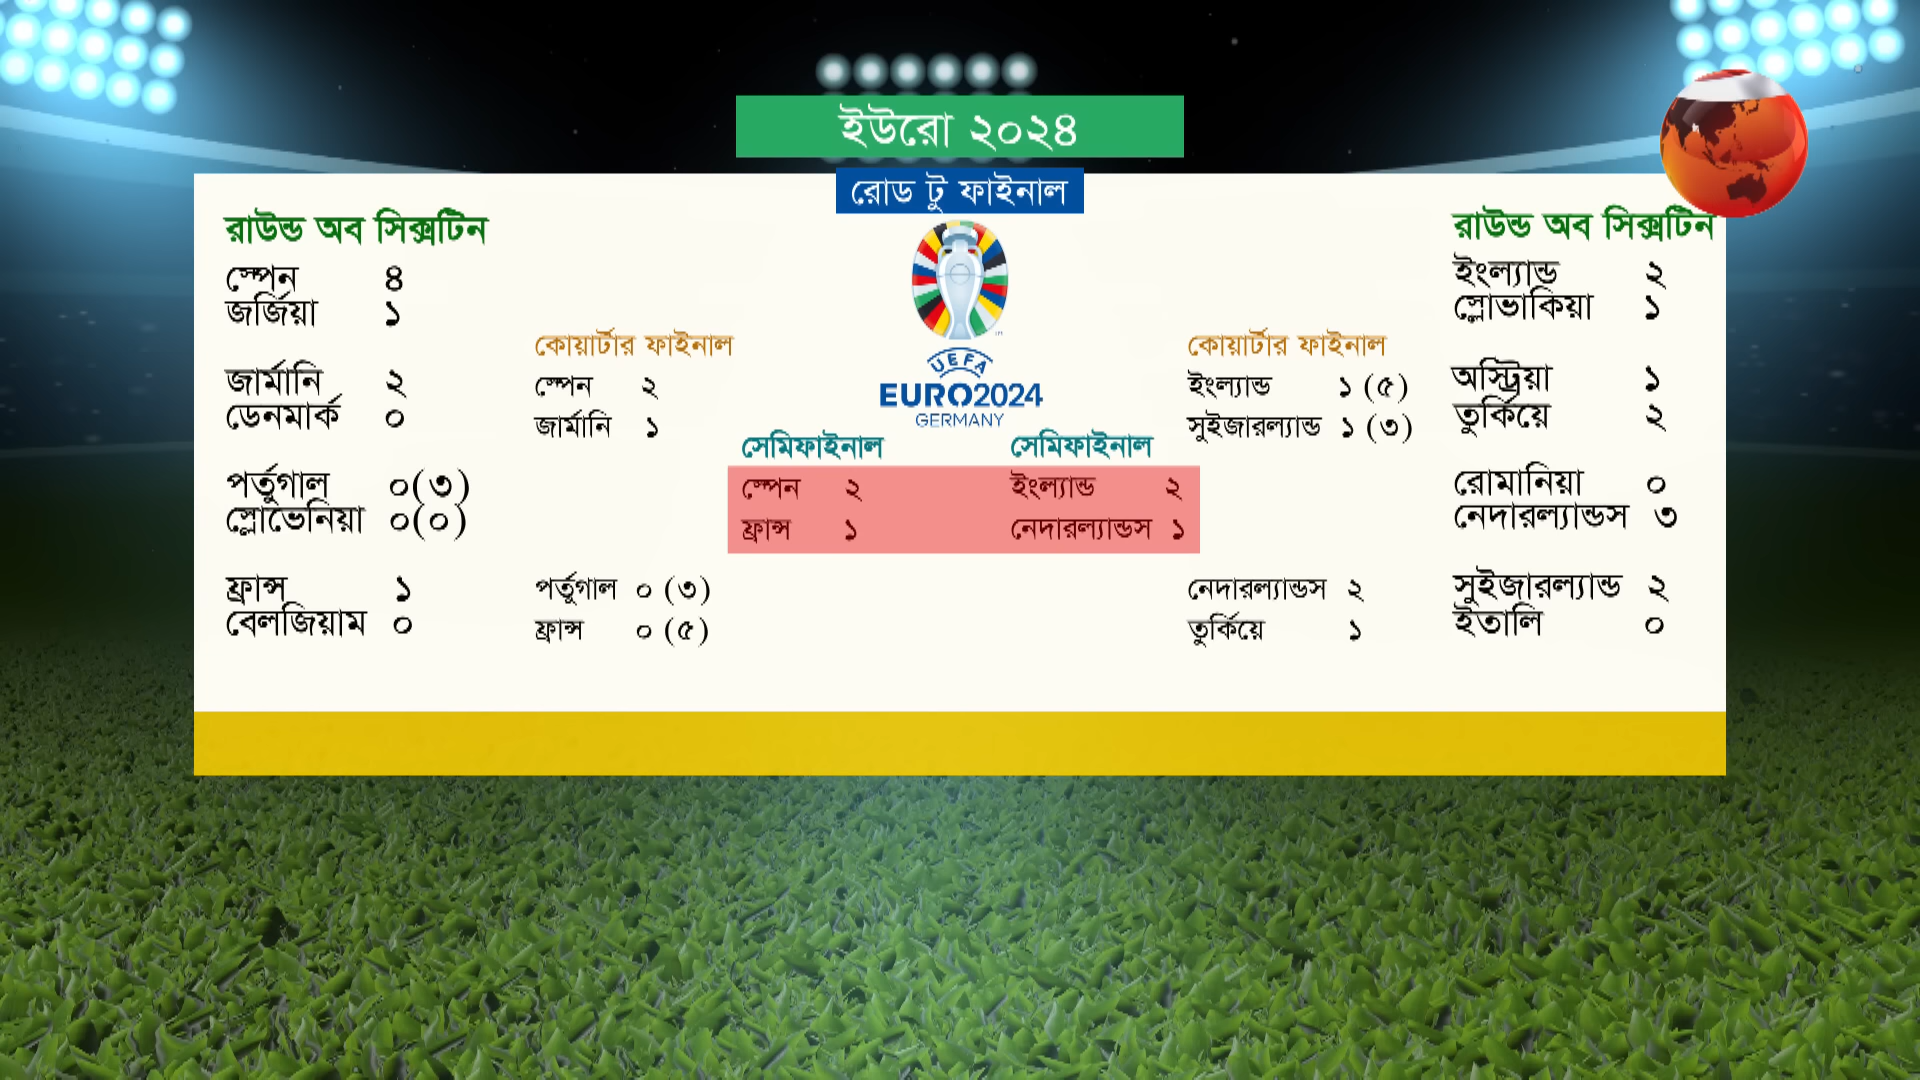 ইউরো ২০২৪
রোড টু ফাইনাল
রাউন্ড অব সিক্সটিন
স্পেন ৪
জর্জিয়া ১
জার্মানি ২
ডেনমার্ক ০
পর্তুগাল ০(৩)
স্লোভেনিয়া ০(০)
ফ্রান্স ১
বেলজিয়াম ০
কোয়ার্টার ফাইনাল
স্পেন ২
জার্মানি ১
পর্তুগাল ০ (৩)
ফ্রান্স ০ (৫)
UEFA
EURO2024
GERMANY
সেমিফাইনাল
স্পেন ২
ফ্রান্স ১
সেমিফাইনাল
ইংল্যান্ড ২
নেদারল্যান্ডস ১
কোয়ার্টার ফাইনাল
ইংল্যান্ড ১ (৫)
সুইজারল্যান্ড ১ (৩)
নেদারল্যান্ডস ২
তুর্কিয়ে ১
রাউন্ড অব সিক্সটিন
ইংল্যান্ড ২
স্লোভাকিয়া ১
অস্ট্রিয়া ১
তুর্কিয়ে ২
রোমানিয়া ০
নেদারল্যান্ডস ৩
সুইজারল্যান্ড ২
ইতালি ০